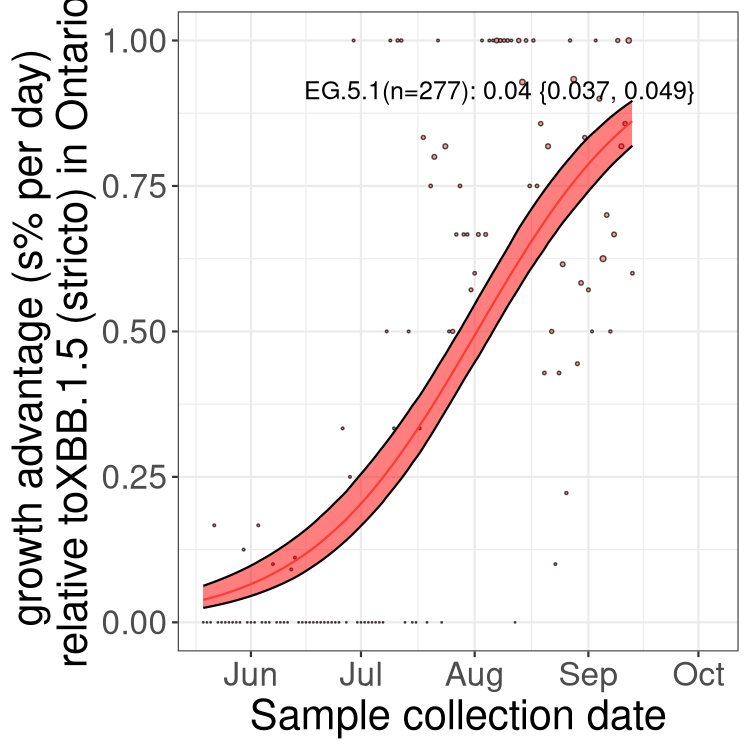 growth advantage (s% per day)
relative toXBB.1.5 (stricto) in Ontario
1.00
0.75
0.50
0.25
0.00
EG.5.1(n=277): 0.04 {0.037, 0.049}
Jun Jul Aug Sep Oct
Sample collection date